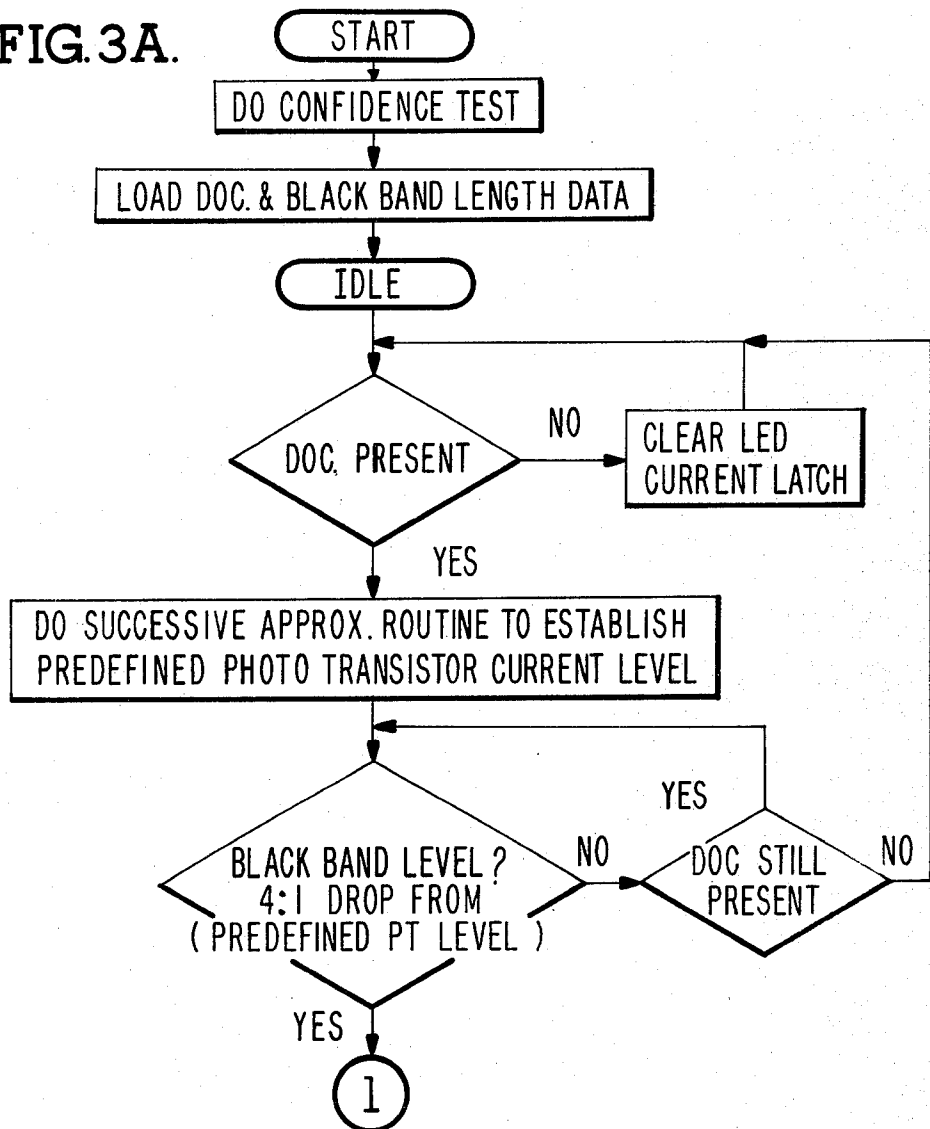 FIG.3A.
START
DO CONFIDENCE TEST
LOAD DOC. & BLACK BAND LENGTH DATA
IDLE
DOC. PRESENT
NO
CLEAR LED
CURRENT LATCH
YES
DO SUCCESSIVE APPROX. ROUTINE TO ESTABLISH
PREDEFINED PHOTO TRANSISTOR CURRENT LEVEL
BLACK BAND LEVEL?
4:1 DROP FROM
(PREDEFINED PT LEVEL)
NO
YES
DOC STILL
PRESENT
NO
YES
1